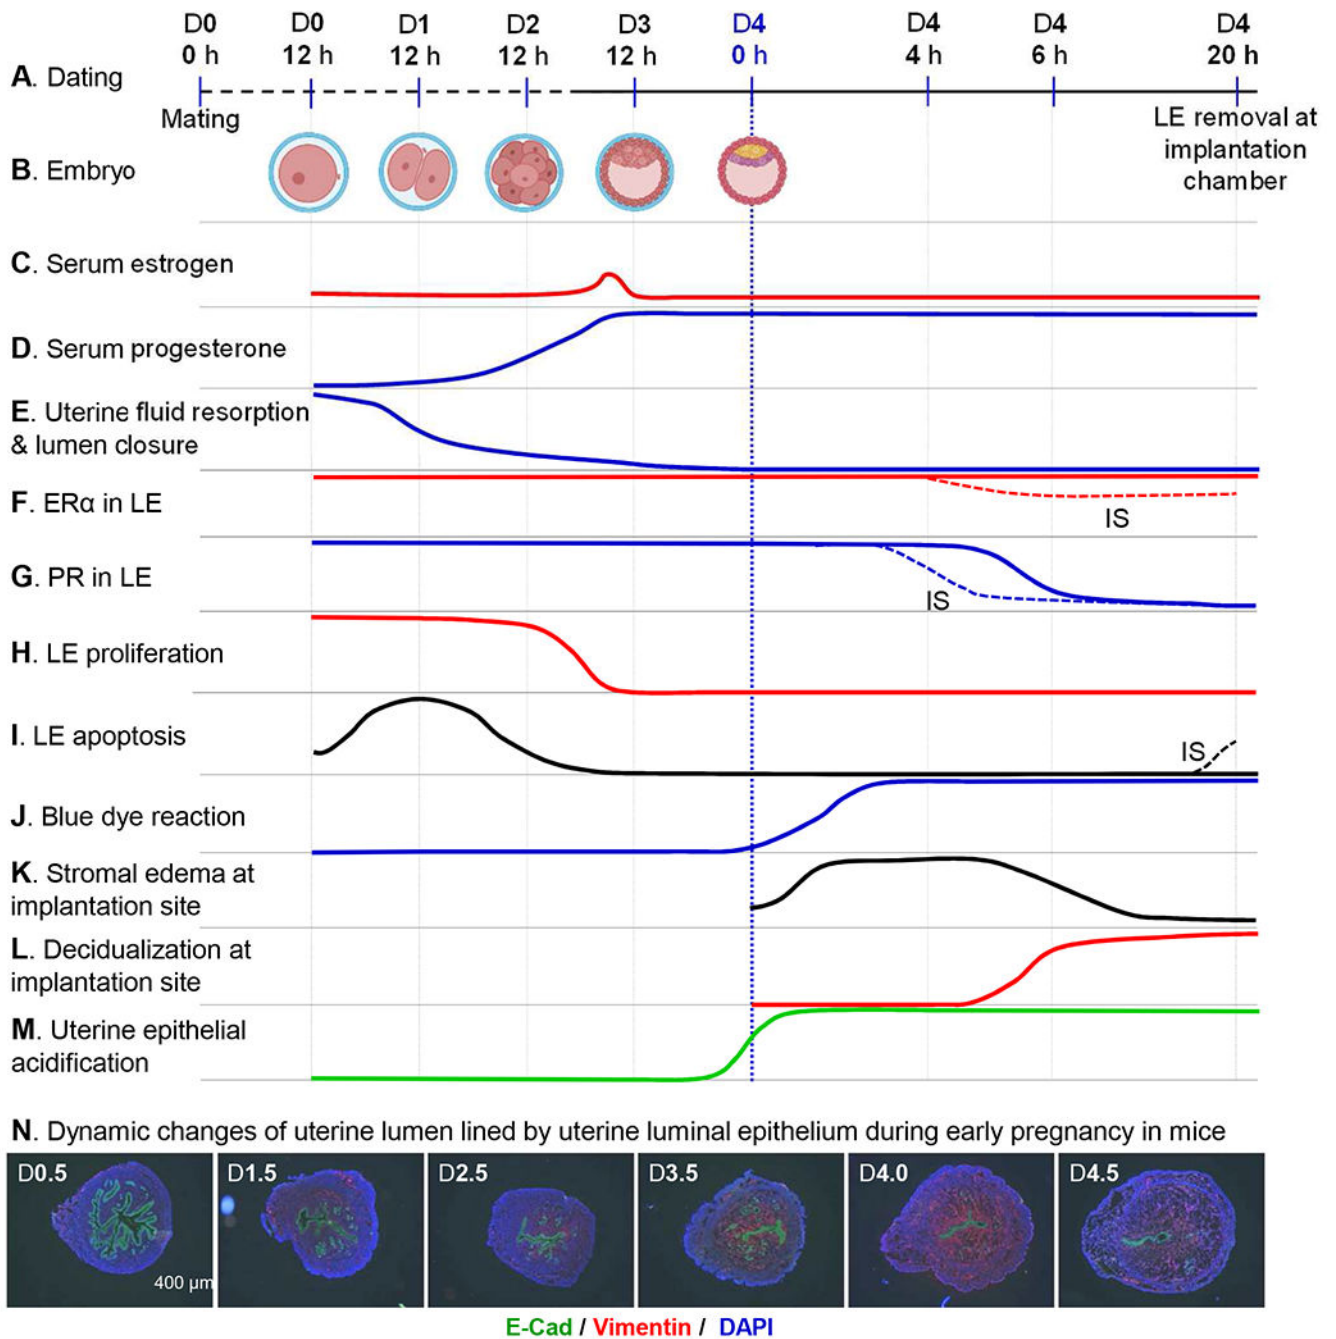 D0 D0 D1 D2 D3 D4 D4 D4 D4
0 h 12 h 12 h 12 h 12 h 0 h 4 h 6 h 20 h
A. Dating
Mating
LE removal at
implantation
chamber
B. Embryo
C. Serum estrogen
D. Serum progesterone
E. Uterine fluid resorption
& lumen closure
F. ERα in LE
IS
G. PR in LE
IS
H. LE proliferation
I. LE apoptosis
IS
J. Blue dye reaction
K. Stromal edema at
implantation site
L. Decidualization at
implantation site
M. Uterine epithelial
acidification
N. Dynamic changes of uterine lumen lined by uterine luminal epithelium during early pregnancy in mice
D0.5 D1.5 D2.5 D3.5 D4.0 D4.5
400 µm
E-Cad / Vimentin / DAPI